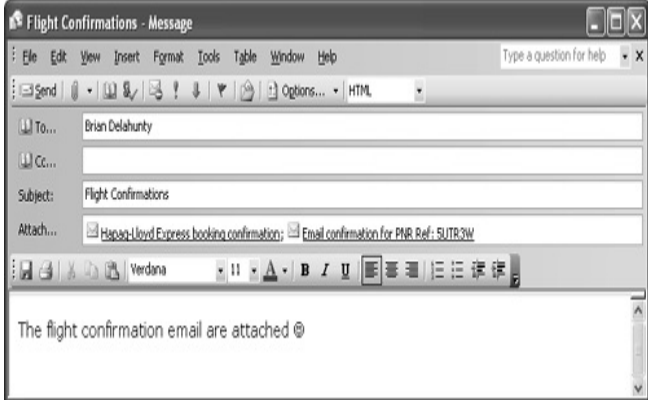 Flight Confirmations - Message
File Edit View Insert Format Tools Table Window Help Type a question for help
Send Options... HTML
To... Brian Delahunty
Cc...
Subject: Flight Confirmations
Attach... Hapag-Lloyd Express booking confirmation; Email confirmation for PNR Ref: 5UTR3W
Verdana 11 A B I U
The flight confirmation email are attached ☺